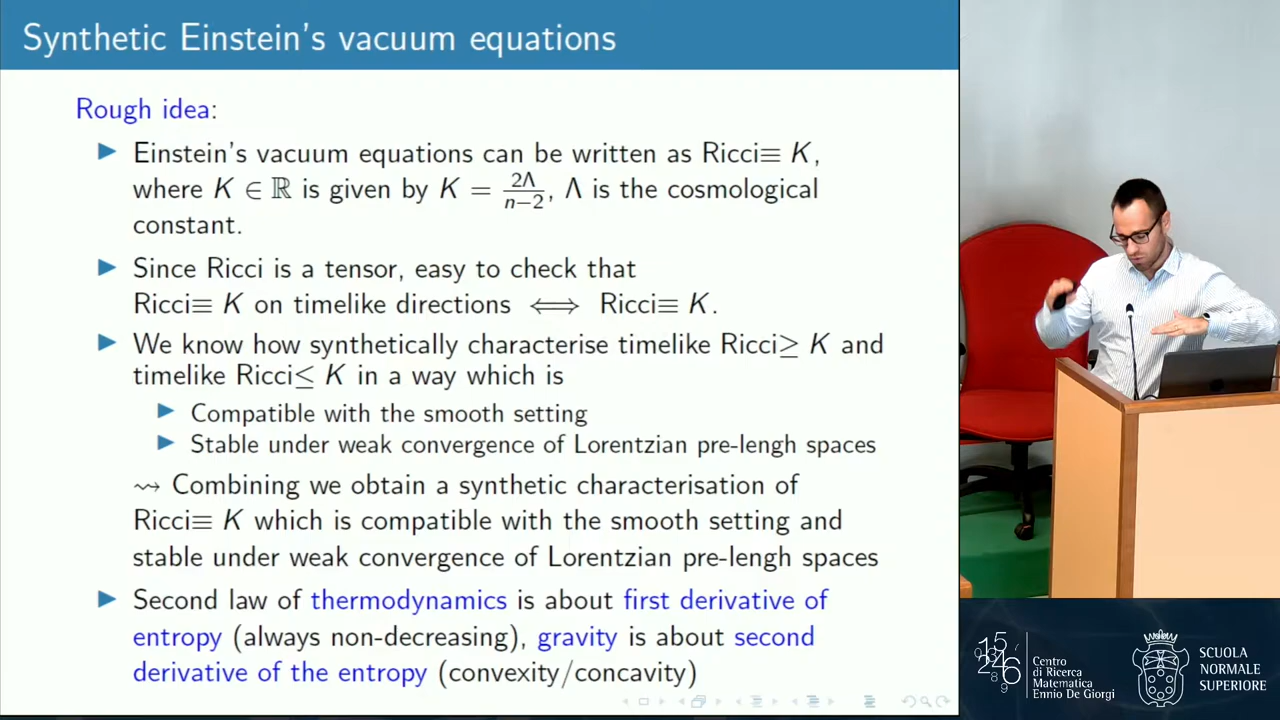 Synthetic Einstein's vacuum equations
Rough idea:
Einstein's vacuum equations can be written as Ricci≡ K,
where K ∈ ℝ is given by K = 2Λ/n−2, Λ is the cosmological
constant.
Since Ricci is a tensor, easy to check that
Ricci≡ K on timelike directions ⟺ Ricci≡ K.
We know how synthetically characterise timelike Ricci≥ K and
timelike Ricci≤ K in a way which is
Compatible with the smooth setting
Stable under weak convergence of Lorentzian pre-lengh spaces
⇝ Combining we obtain a synthetic characterisation of
Ricci≡ K which is compatible with the smooth setting and
stable under weak convergence of Lorentzian pre-lengh spaces
Second law of thermodynamics is about first derivative of
entropy (always non-decreasing), gravity is about second
derivative of the entropy (convexity/concavity)
Centro
di Ricerca
Matematica
Ennio De Giorgi
SCUOLA
NORMALE
SUPERIORE